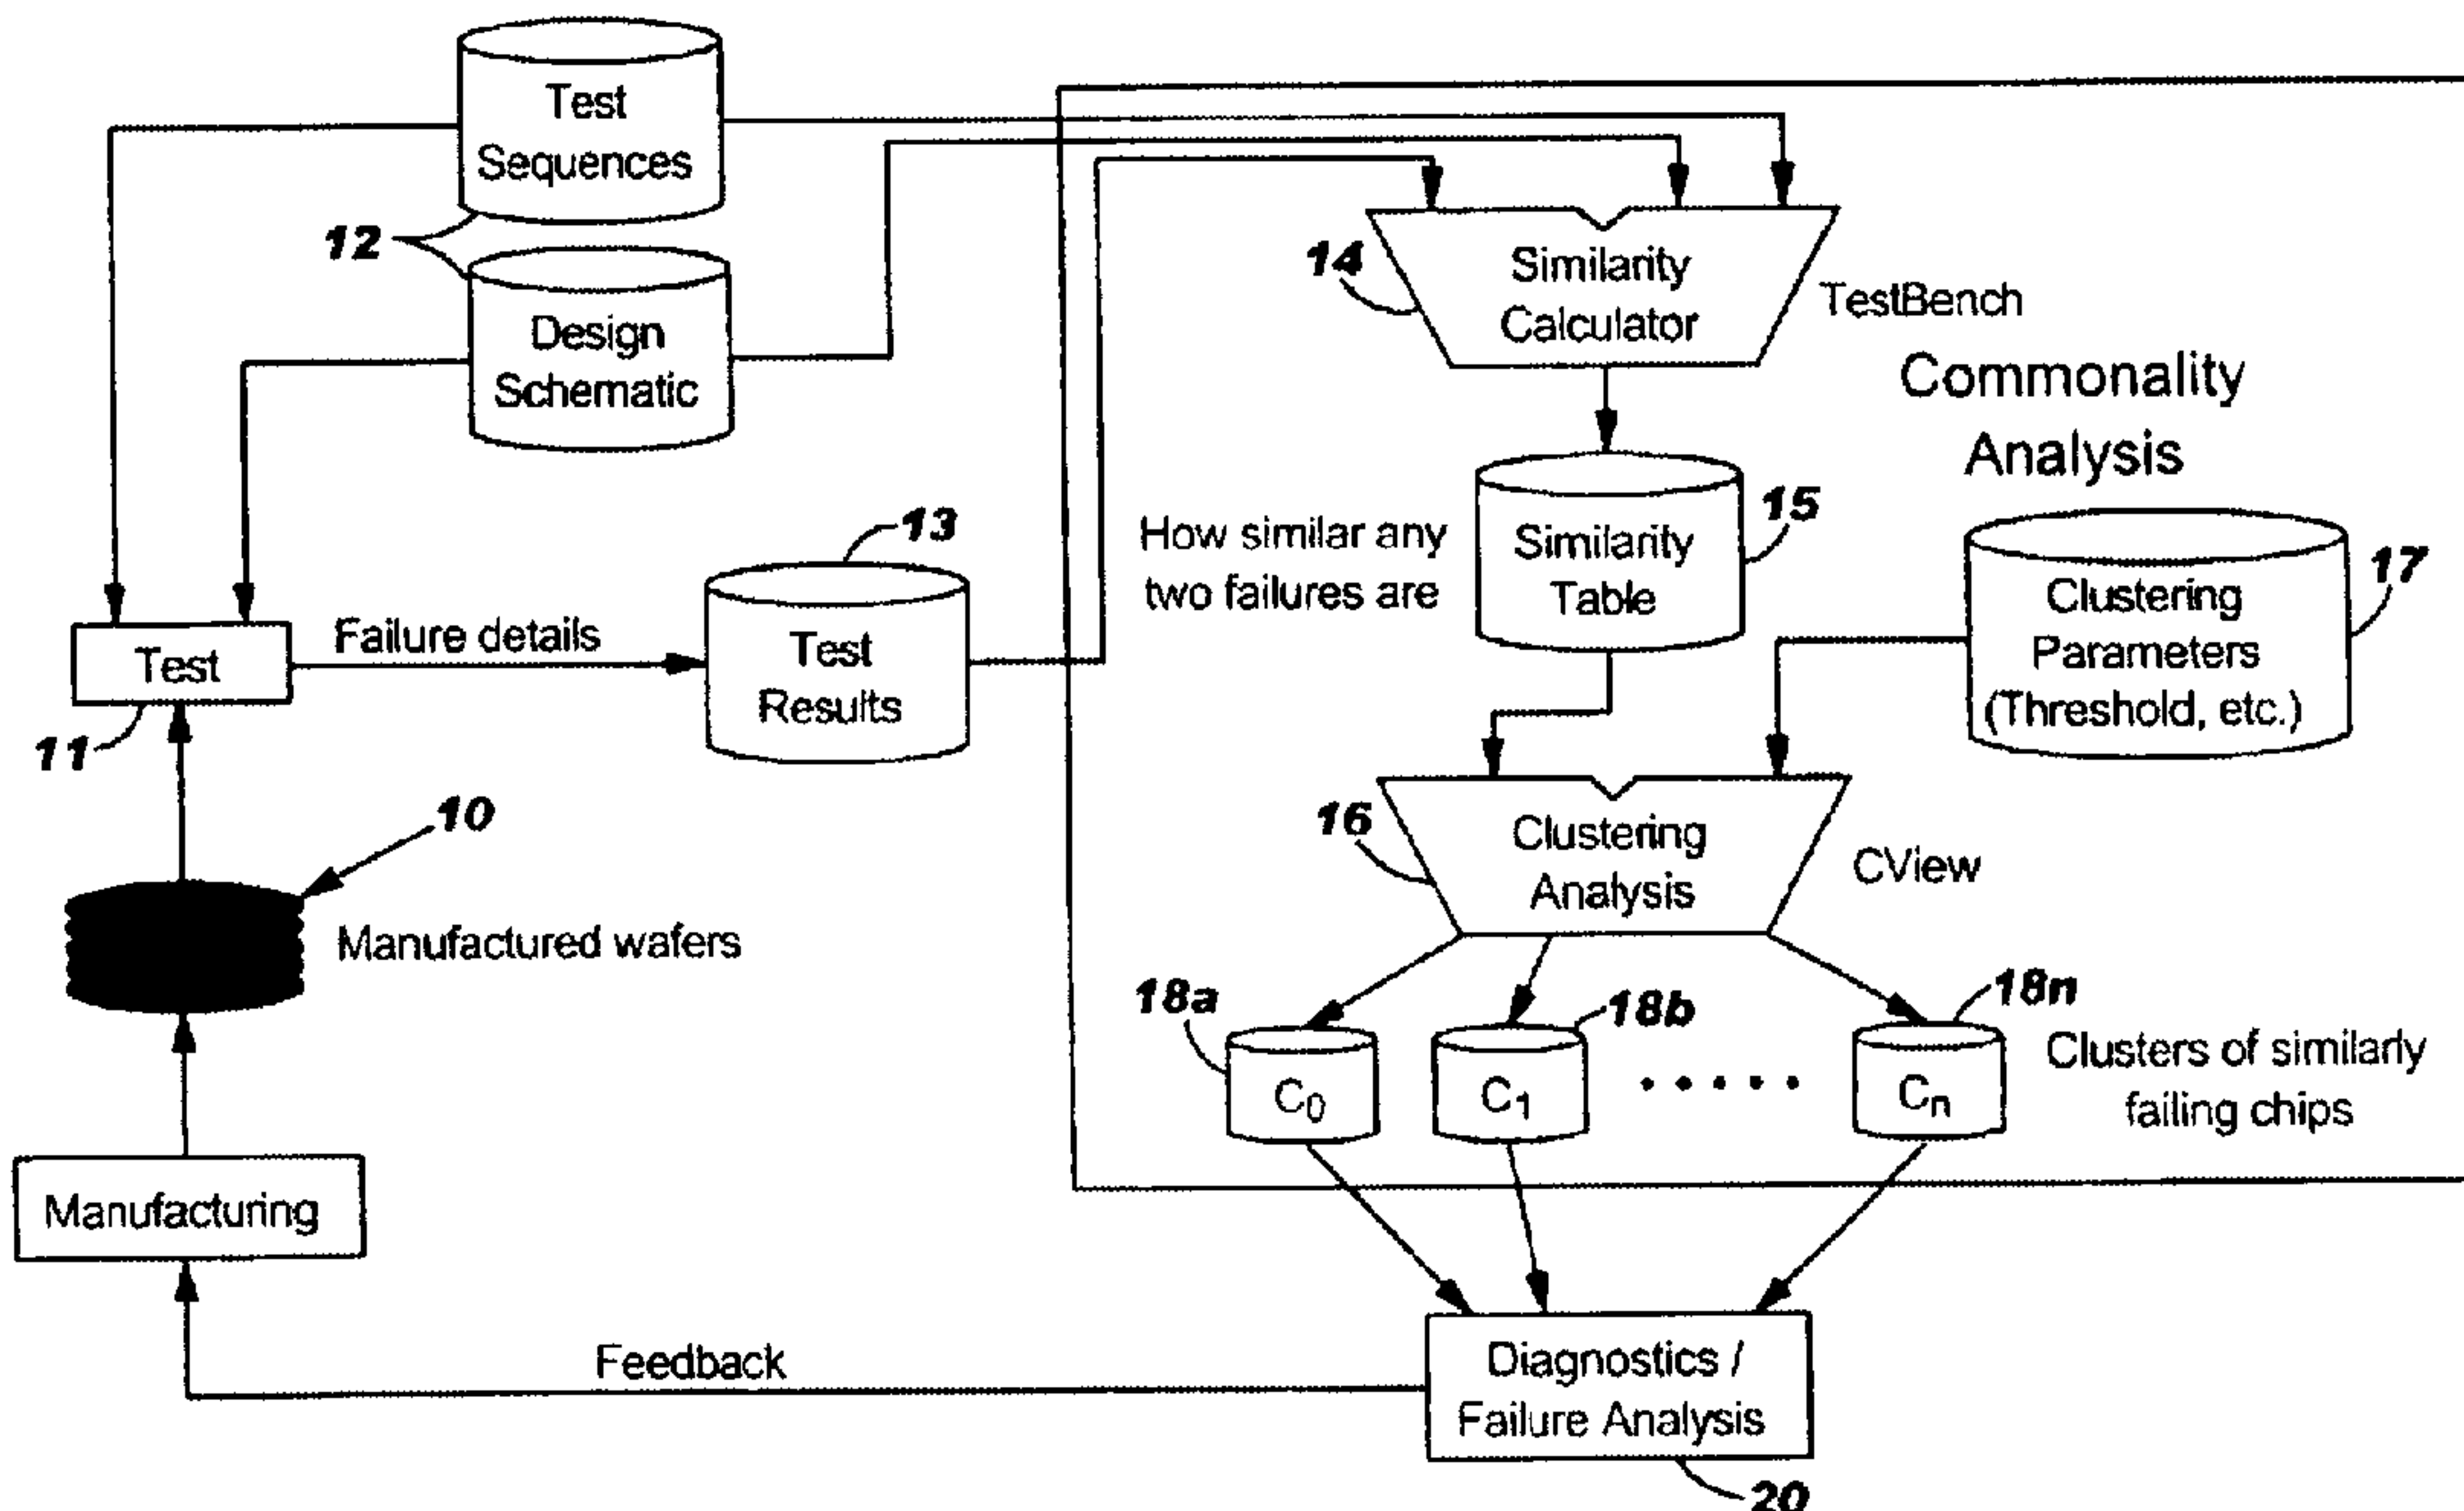 Test
Sequences
12
Design
Schematic
14
Similarity
Calculator
TestBench
Commonality
Analysis
13
How similar any
two failures are
Similarity
Table
15
17
Clustering
Parameters
(Threshold, etc.)
Test
Failure details
Test
Results
11
10
Manufactured wafers
16
Clustering
Analysis
CView
18a
18b
18n
C0
C1
.....
Cn
Clusters of similarly
failing chips
Manufacturing
Feedback
Diagnostics /
Failure Analysis
20